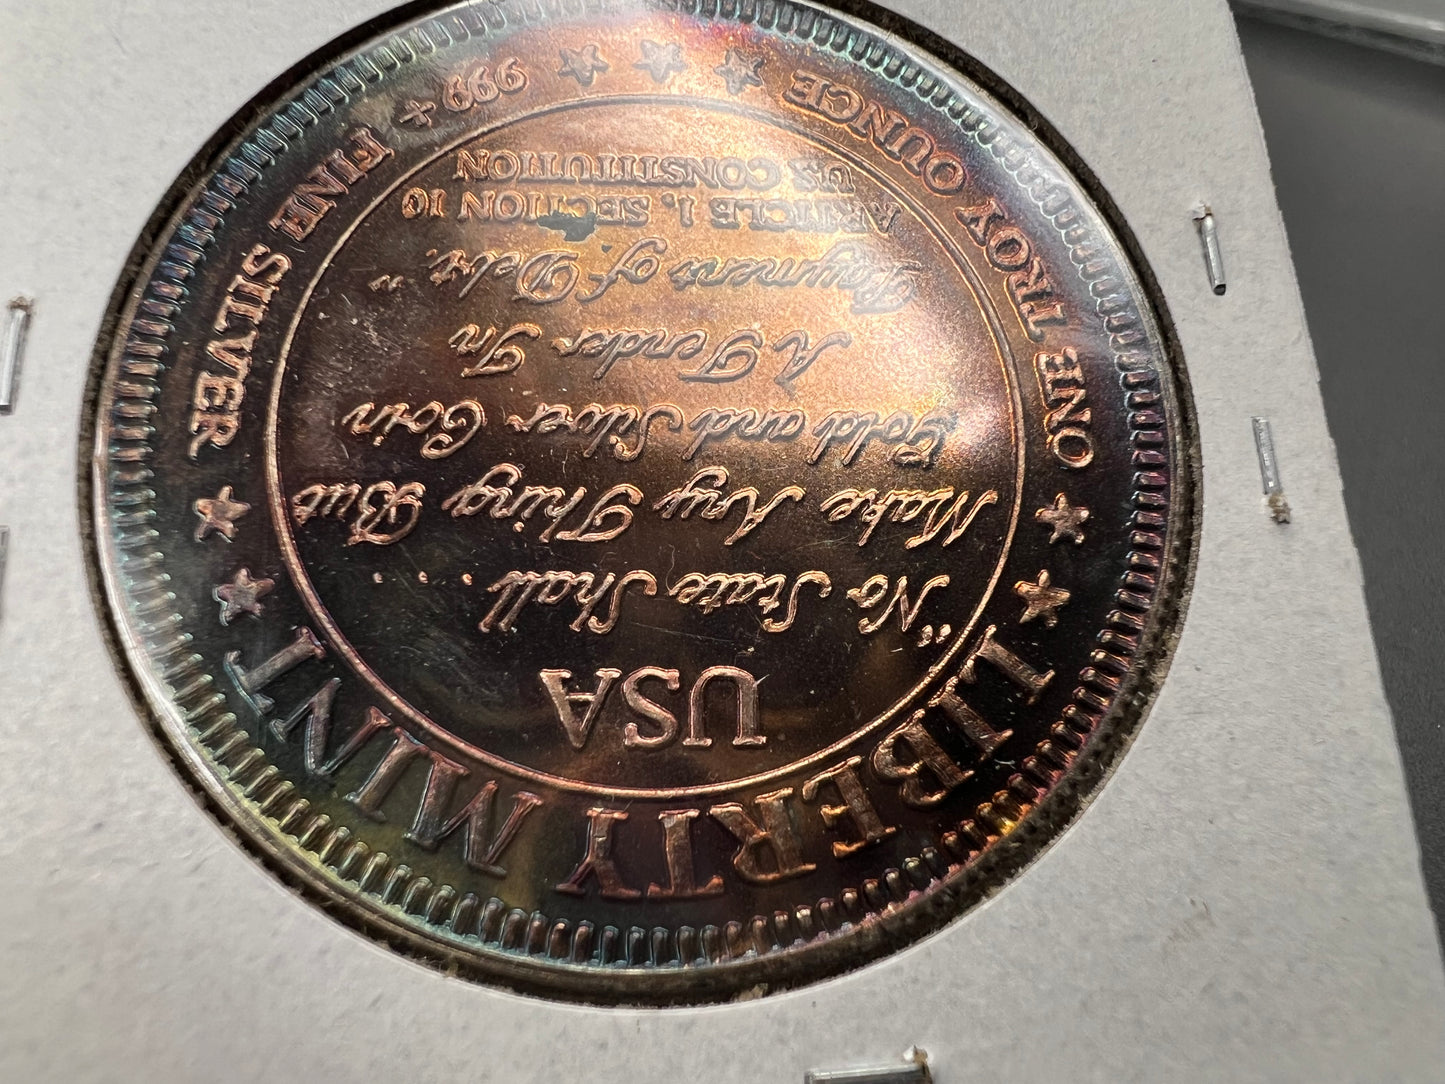 LIBERTY MINT
USA
"No State Shall ....
Make Any Thing But
Gold and Silver Coin
A Tender In
Payment of Debt."
ARTICLE I, SECTION 10
US CONSTITUTION
ONE TROY OUNCE
999 + FINE SILVER